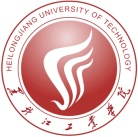 HEILONGJIANG UNIVERSITY OF TECHNOLOGY
黑龙江工业学院